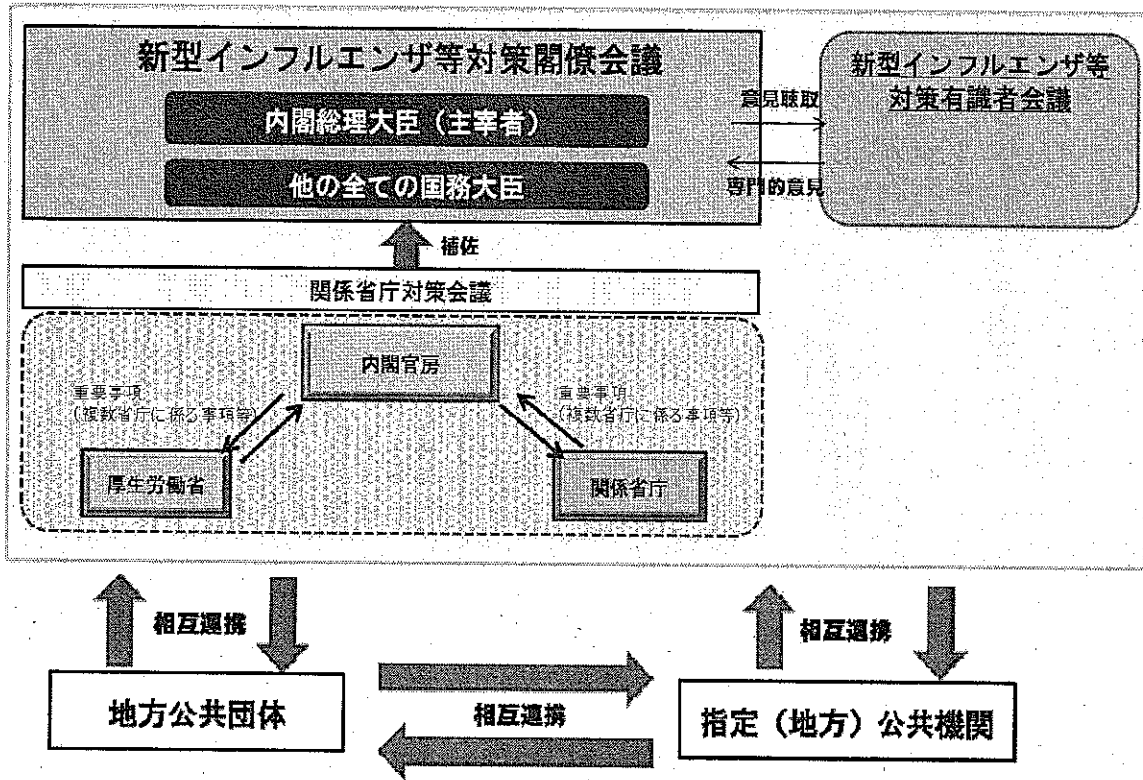 新型インフルエンザ等対策閣僚会議
内閣総理大臣（主宰者）
他の全ての国務大臣
意見聴取
専門的意見
新型インフルエンザ等
対策有識者会議
補佐
関係省庁対策会議
内閣官房
重要事項
(複数省庁に係る事項等)
重要事項
(複数省庁に係る事項等)
厚生労働省
関係省庁
相互連携
相互連携
地方公共団体
相互連携
指定（地方）公共機関